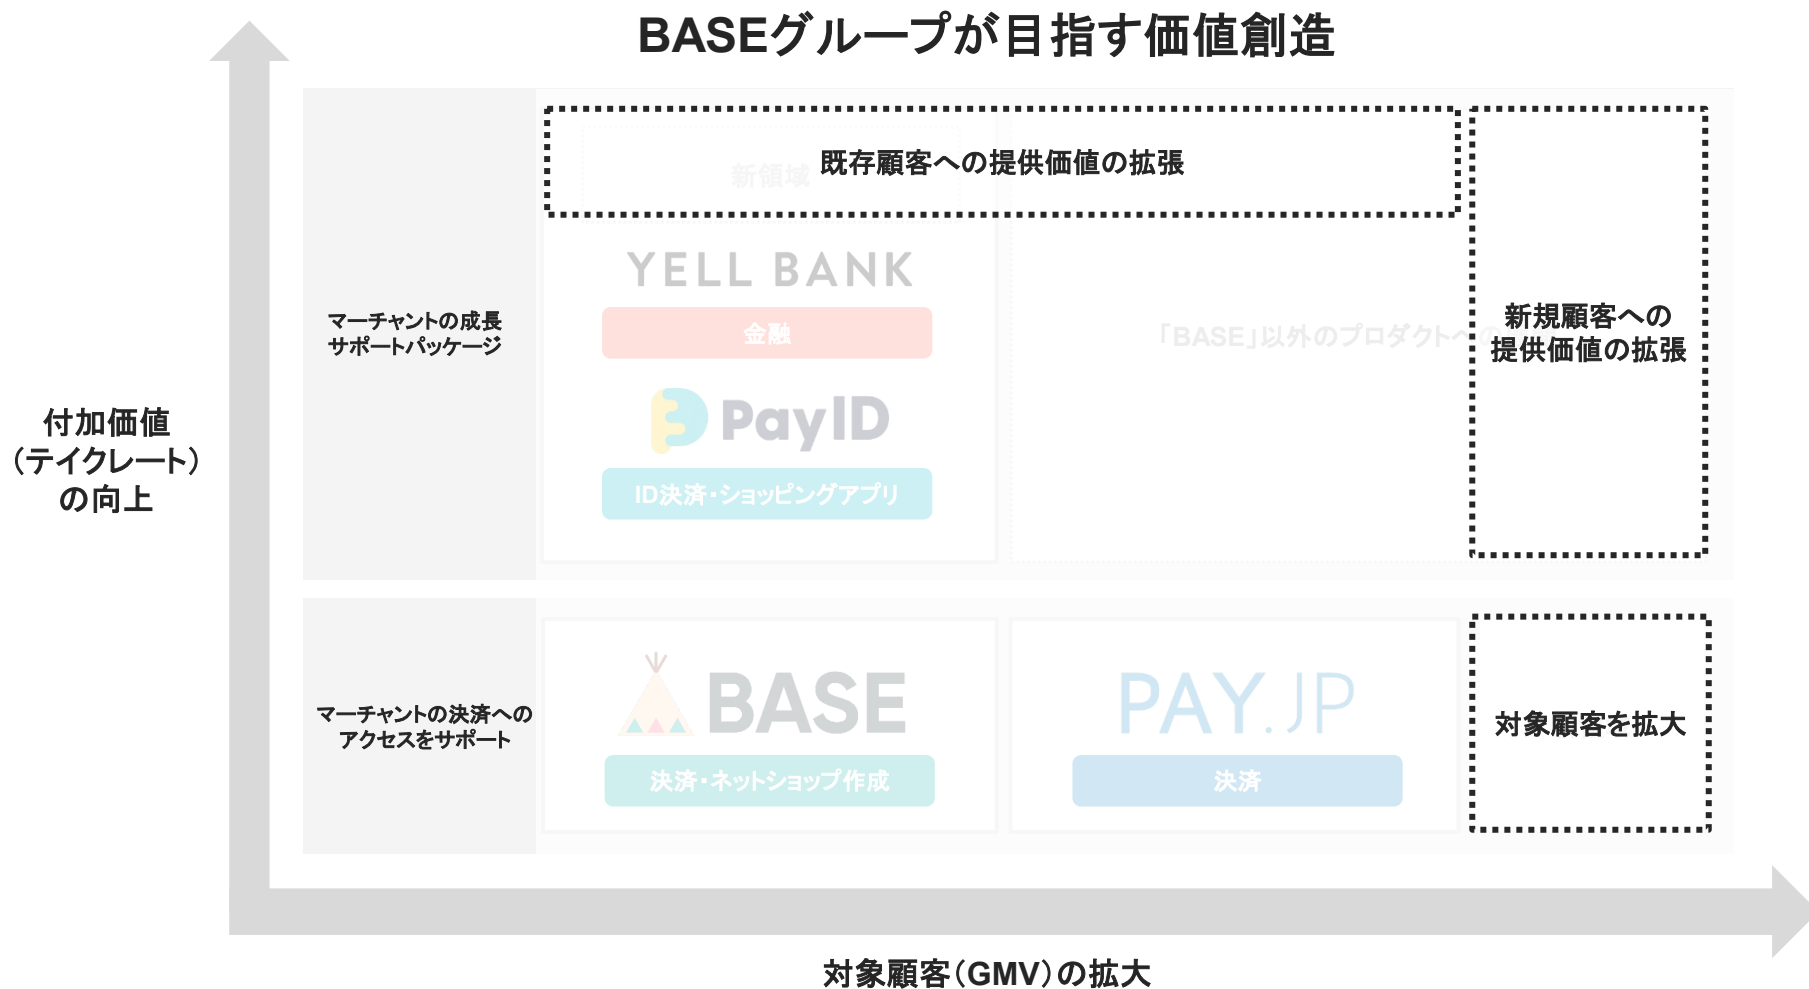 BASEグループが目指す価値創造
新領域
既存顧客への提供価値の拡張
YELL BANK
金融
PayID
ID決済・ショッピングアプリ
「BASE」以外のプロダクトへの
新規顧客への
提供価値の拡張
マーチャントの成長
サポートパッケージ
付加価値
（テイクレート）
の向上
マーチャントの決済への
アクセスをサポート
BASE
決済・ネットショップ作成
PAY.JP
決済
対象顧客を拡大
対象顧客（GMV）の拡大